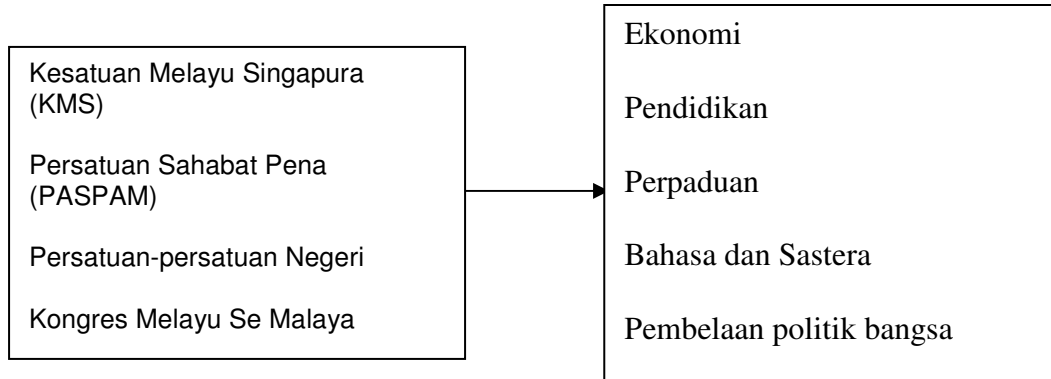 Kesatuan Melayu Singapura
(KMS)
Persatuan Sahabat Pena
(PASPAM)
Persatuan-persatuan Negeri
Kongres Melayu Se Malaya
Ekonomi
Pendidikan
Perpaduan
Bahasa dan Sastera
Pembelaan politik bangsa